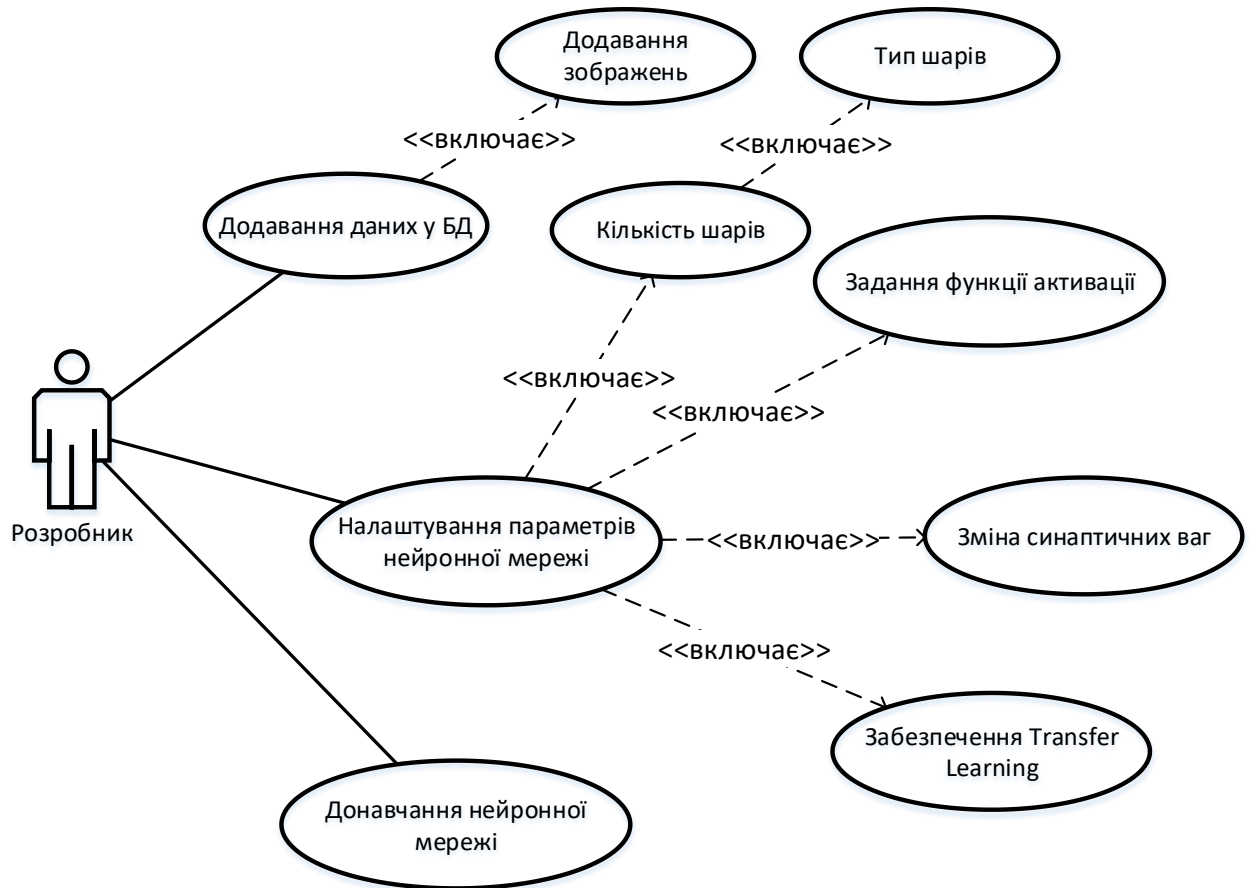 Додавання
зображень
Тип шарів
<<включає>>
<<включає>>
Додавання даних у БД
Кількість шарів
Задання функції активації
<<включає>>
<<включає>>
Розробник
Налаштування параметрів
нейронної мережі
<<включає>>
Зміна синаптичних ваг
<<включає>>
Забезпечення Transfer
Learning
Донавчання нейронної
мережі